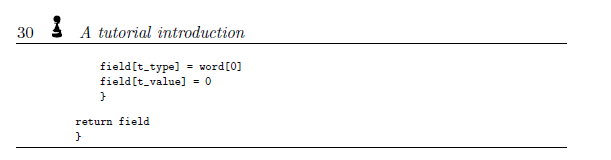 30 A tutorial introduction
field[t_type] = word[0]
field[t_value] = 0
}
return field
}